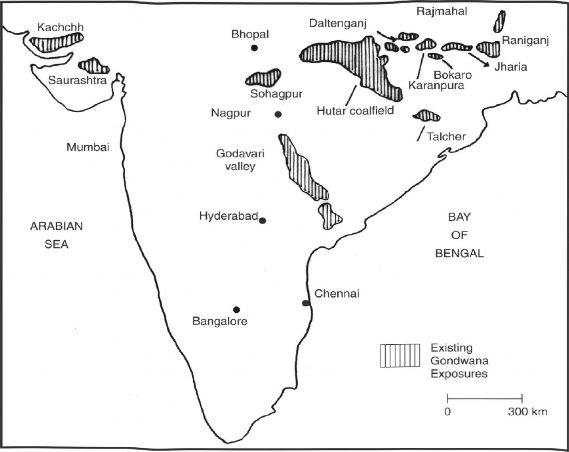 Rajmahal
Daltenganj
Kachchh
Bhopal
Raniganj
Jharia
Bokaro
Karanpura
Saurashtra
Sohagpur
Hutar coalfield
Nagpur
Talcher
Mumbai
Godavari
valley
Hyderabad
ARABIAN
SEA
BAY
OF
BENGAL
Chennai
Bangalore
Existing
Gondwana
Exposures
0 300 km